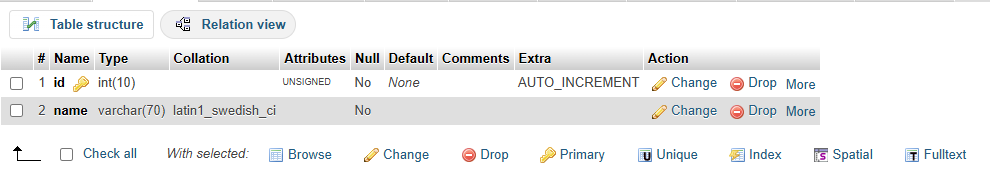 Table structure Relation view
# Name Type Collation Attributes Null Default Comments Extra Action
1 id int(10) UNSIGNED No None AUTO_INCREMENT Change Drop More
2 name varchar(70) latin1_swedish_ci No Change Drop More
Check all With selected: Browse Change Drop Primary Unique Index Spatial Fulltext